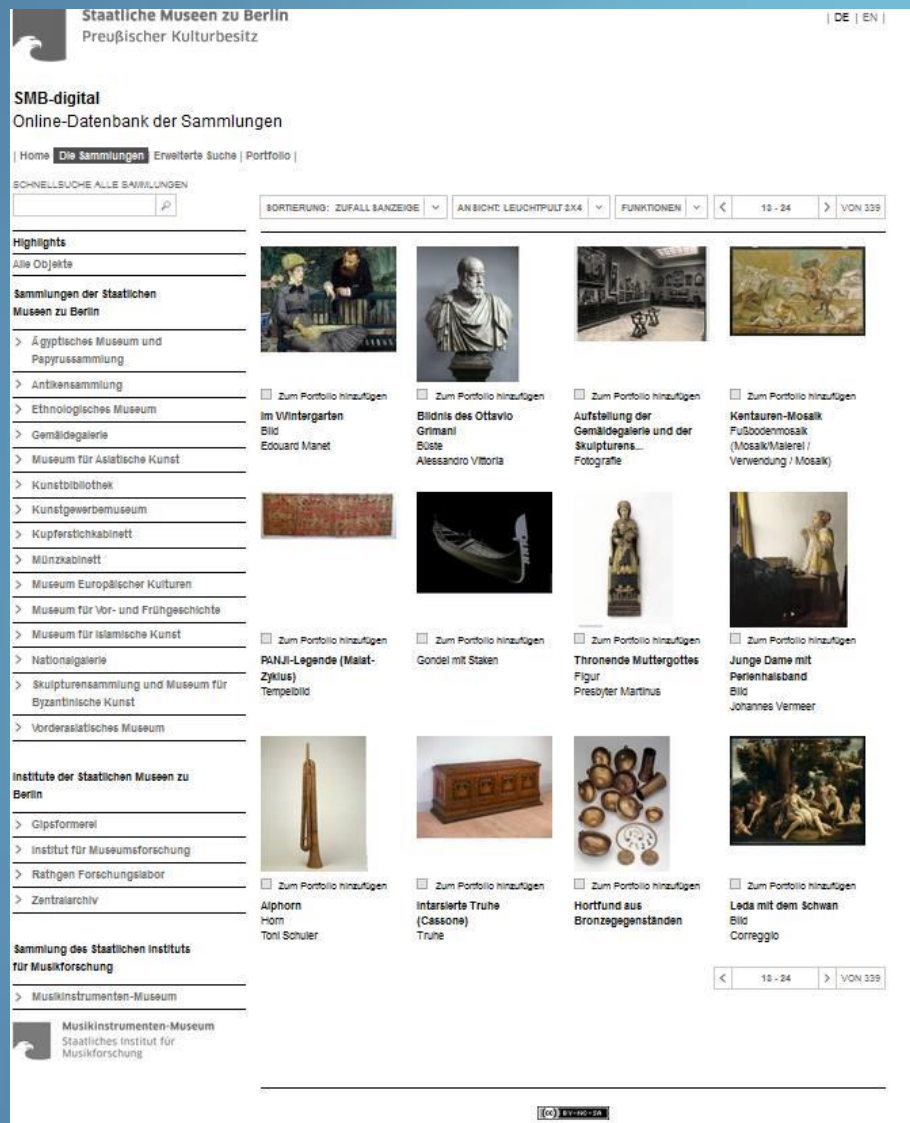 Staatliche Museen zu Berlin
Preußischer Kulturbesitz
| DE | EN |
SMB-digital
Online-Datenbank der Sammlungen
| Home | Die Sammlungen | Erweiterte Suche | Portfolio |
SCHNELLSUCHE ALLE SAMMLUNGEN
SORTIERUNG: ZUFALLSANZEIGE
ANSICHT: LEUCHTPULT 3X4
FUNKTIONEN
13 - 24
VON 339
Highlights
Alle Objekte
Sammlungen der Staatlichen
Museen zu Berlin
Ägyptisches Museum und
Papyrussammlung
Antikensammlung
Ethnologisches Museum
Gemäldegalerie
Museum für Asiatische Kunst
Kunstbibliothek
Kunstgewerbemuseum
Kupferstichkabinett
Münzkabinett
Museum Europäischer Kulturen
Museum für Vor- und Frühgeschichte
Museum für Islamische Kunst
Nationalgalerie
Skulpturensammlung und Museum für
Byzantinische Kunst
Vorderasiatisches Museum
Institute der Staatlichen Museen zu
Berlin
Gipsformerei
Institut für Museumsforschung
Rathgen Forschungslabor
Zentralarchiv
Sammlung des Staatlichen Instituts
für Musikforschung
Musikinstrumenten-Museum
Musikinstrumenten-Museum
Staatliches Institut für
Musikforschung
Zum Portfolio hinzufügen
Im Wintergarten
Bild
Edouard Manet
Zum Portfolio hinzufügen
Bildnis des Ottavio
Grimani
Büste
Alessandro Vittoria
Zum Portfolio hinzufügen
Aufstellung der
Gemäldegalerie und der
Skulpturens...
Fotografie
Zum Portfolio hinzufügen
Kentauren-Mosaik
Fußbodenmosaik
(Mosaik/Malerei /
Verwendung / Mosaik)
Zum Portfolio hinzufügen
PANJI-Legende (Malat-
Zyklus)
Tempelbild
Zum Portfolio hinzufügen
Gondel mit Staken
Zum Portfolio hinzufügen
Thronende Muttergottes
Figur
Presbyter Martinus
Zum Portfolio hinzufügen
Junge Dame mit
Perlenhalsband
Bild
Johannes Vermeer
Zum Portfolio hinzufügen
Alphorn
Horn
Toni Schuler
Zum Portfolio hinzufügen
Intarsierte Truhe
(Cassone)
Truhe
Zum Portfolio hinzufügen
Hortfund aus
Bronzegegenständen
Zum Portfolio hinzufügen
Leda mit dem Schwan
Bild
Correggio
13 - 24
VON 339
(cc) BY-NC-SA